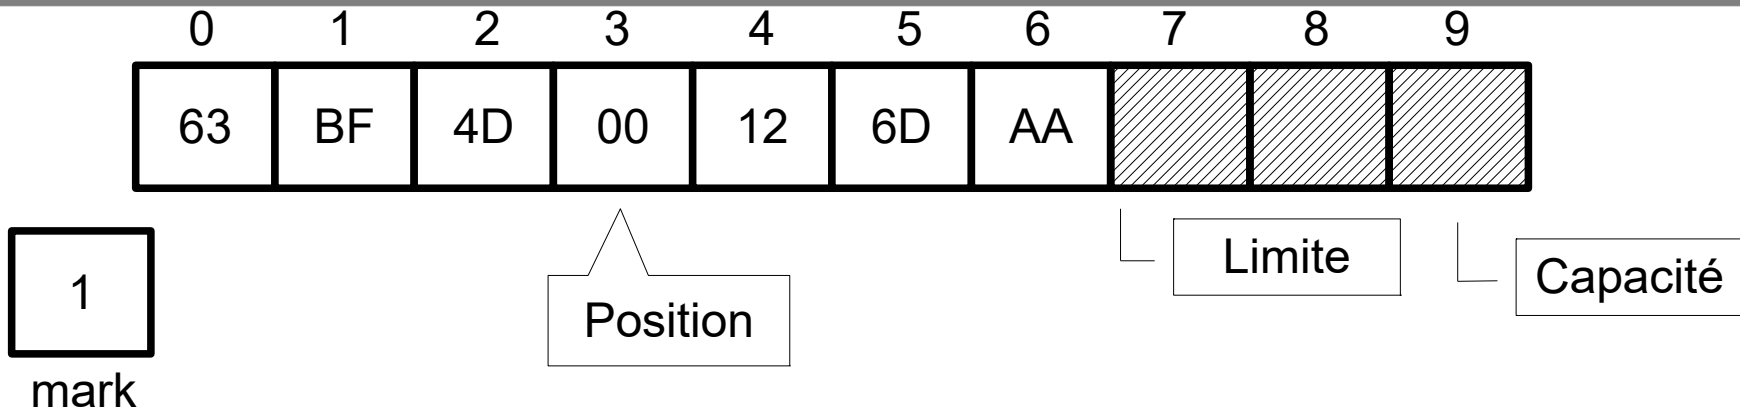 0 1 2 3 4 5 6 7 8 9
63 BF 4D 00 12 6D AA
Limite
Capacité
1
Position
mark